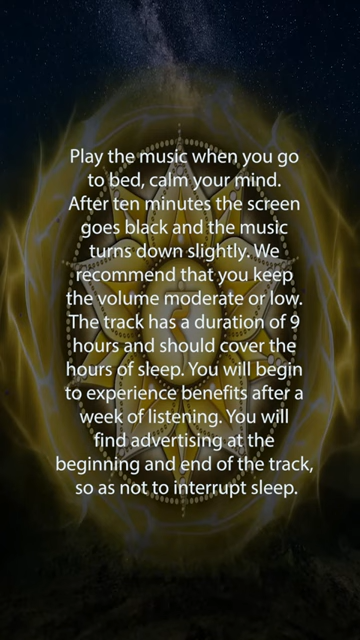 Play the music when you go
to bed, calm your mind.
After ten minutes the screen
goes black and the music
turns down slightly. We
recommend that you keep
the volume moderate or low.
The track has a duration of 9
hours and should cover the
hours of sleep. You will begin
to experience benefits after a
week of listening. You will
find advertising at the
beginning and end of the track,
so as not to interrupt sleep.